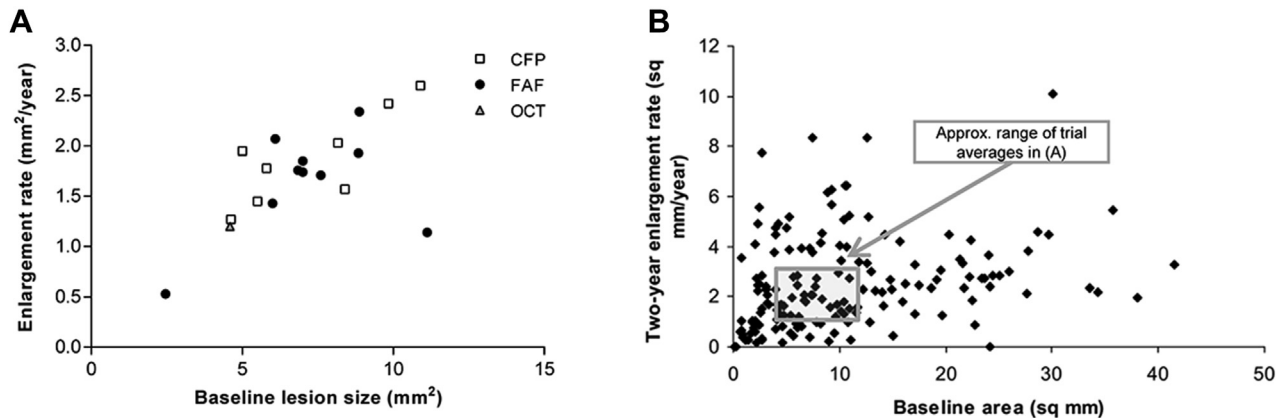 A
Enlargement rate (mm²/year)
3.0
2.5
2.0
1.5
1.0
0.5
0.0
0
5
10
15
Baseline lesion size (mm²)
CFP
FAF
OCT
B
Two-year enlargement rate (sq
mm/year)
12
10
8
6
4
2
0
0
10
20
30
40
50
Baseline area (sq mm)
Approx. range of trial
averages in (A)